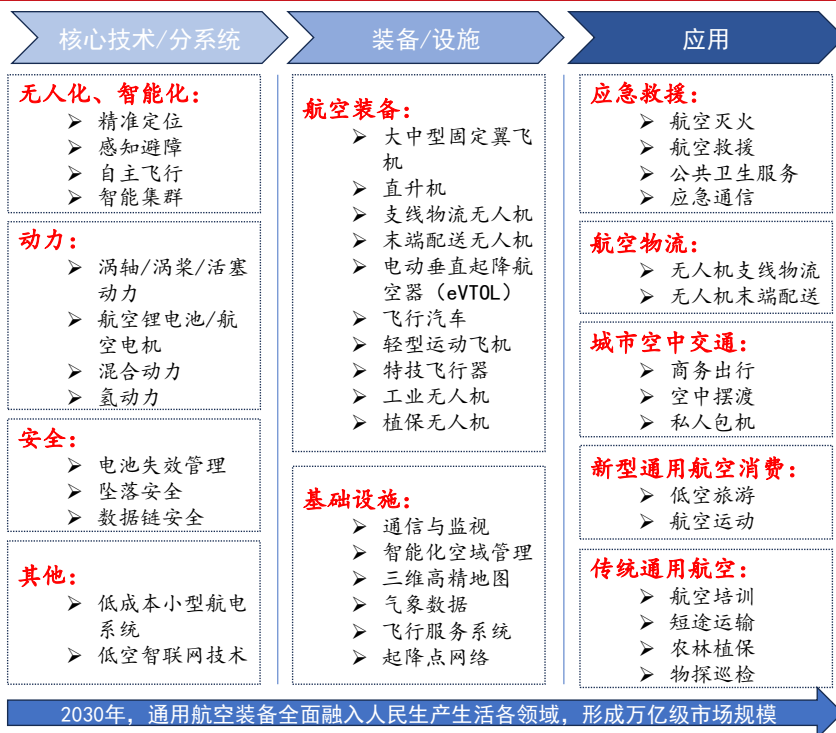 核心技术/分系统
装备/设施
应用
无人化、智能化：
➢ 精准定位
➢ 感知避障
➢ 自主飞行
➢ 智能集群
动力：
➢ 涡轴/涡桨/活塞
动力
➢ 航空锂电池/航
空电机
➢ 混合动力
➢ 氢动力
安全：
➢ 电池失效管理
➢ 坠落安全
➢ 数据链安全
其他：
➢ 低成本小型航电
系统
➢ 低空智联网技术
航空装备：
➢ 大中型固定翼飞
机
➢ 直升机
➢ 支线物流无人机
➢ 末端配送无人机
➢ 电动垂直起降航
空器（eVTOL）
➢ 飞行汽车
➢ 轻型运动飞机
➢ 特技飞行器
➢ 工业无人机
➢ 植保无人机
基础设施：
➢ 通信与监视
➢ 智能化空域管理
➢ 三维高精地图
➢ 气象数据
➢ 飞行服务系统
➢ 起降点网络
应急救援：
➢ 航空灭火
➢ 航空救援
➢ 公共卫生服务
➢ 应急通信
航空物流：
➢ 无人机支线物流
➢ 无人机末端配送
城市空中交通：
➢ 商务出行
➢ 空中摆渡
➢ 私人包机
新型通用航空消费：
➢ 低空旅游
➢ 航空运动
传统通用航空：
➢ 航空培训
➢ 短途运输
➢ 农林植保
➢ 物探巡检
2030年，通用航空装备全面融入人民生产生活各领域，形成万亿级市场规模